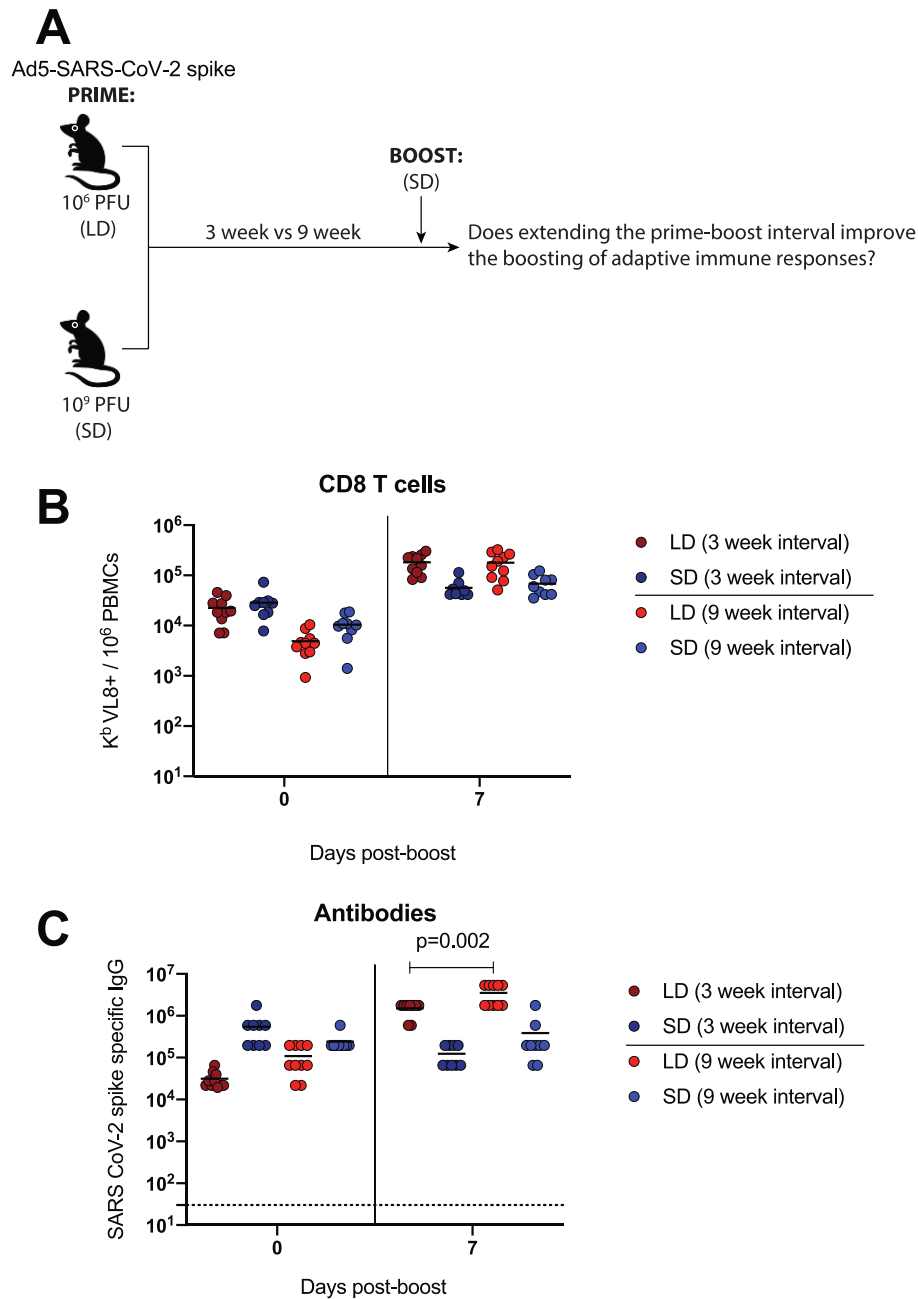 A
Ad5-SARS-CoV-2 spike
PRIME:
10⁶ PFU
(LD)
BOOST:
(SD)
3 week vs 9 week
Does extending the prime-boost interval improve
the boosting of adaptive immune responses?
10⁹ PFU
(SD)
B
CD8 T cells
KᵇVL8+ / 10⁶ PBMCs
10⁶
10⁵
10⁴
10³
10²
10¹
0
7
Days post-boost
LD (3 week interval)
SD (3 week interval)
LD (9 week interval)
SD (9 week interval)
C
Antibodies
p=0.002
SARS CoV-2 spike specific IgG
10⁷
10⁶
10⁵
10⁴
10³
10²
10¹
0
7
Days post-boost
LD (3 week interval)
SD (3 week interval)
LD (9 week interval)
SD (9 week interval)